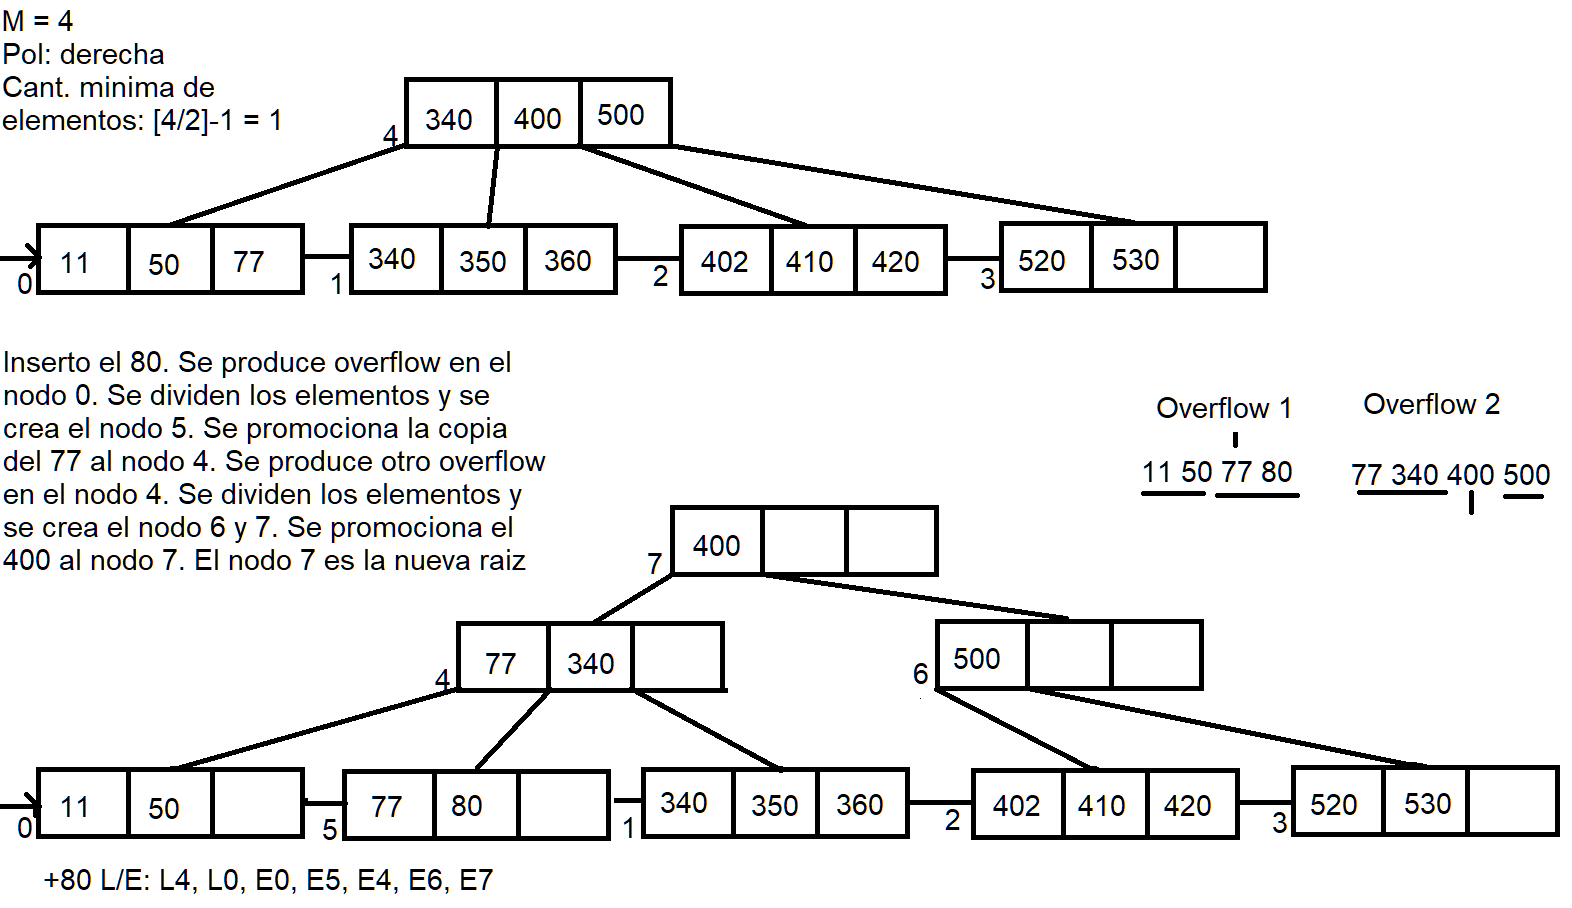 M = 4
Pol: derecha
Cant. minima de
elementos: [4/2]-1 = 1
340 400 500
4
11 50 77 340 350 360 402 410 420 520 530
0 1 2 3
Inserto el 80. Se produce overflow en el
nodo 0. Se dividen los elementos y se
crea el nodo 5. Se promociona la copia
del 77 al nodo 4. Se produce otro overflow
en el nodo 4. Se dividen los elementos y
se crea el nodo 6 y 7. Se promociona el
400 al nodo 7. El nodo 7 es la nueva raiz
Overflow 1 Overflow 2
11 50 77 80 77 340 400 500
400
7
77 340 500
4 6
11 50 77 80 340 350 360 402 410 420 520 530
0 5 1 2 3
+80 L/E: L4, L0, E0, E5, E4, E6, E7